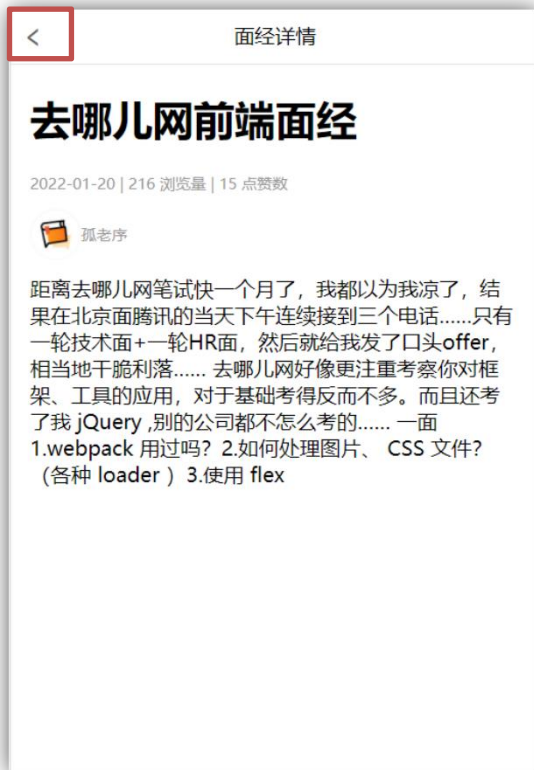 面经详情
去哪儿网前端面经
2022-01-20 | 216 浏览量 | 15 点赞数
孤老序
距离去哪儿网笔试快一个月了，我都以为我凉了，结
果在北京面腾讯的当天下午连续接到三个电话……只有
一轮技术面+一轮HR面，然后就给我发了口头offer，
相当地干脆利落…… 去哪儿网好像更注重考察你对框
架、工具的应用，对于基础考得反而不多。而且还考
了我 jQuery ,别的公司都不怎么考的…… 一面
1.webpack 用过吗？2.如何处理图片、 CSS 文件？
（各种 loader ）3.使用 flex